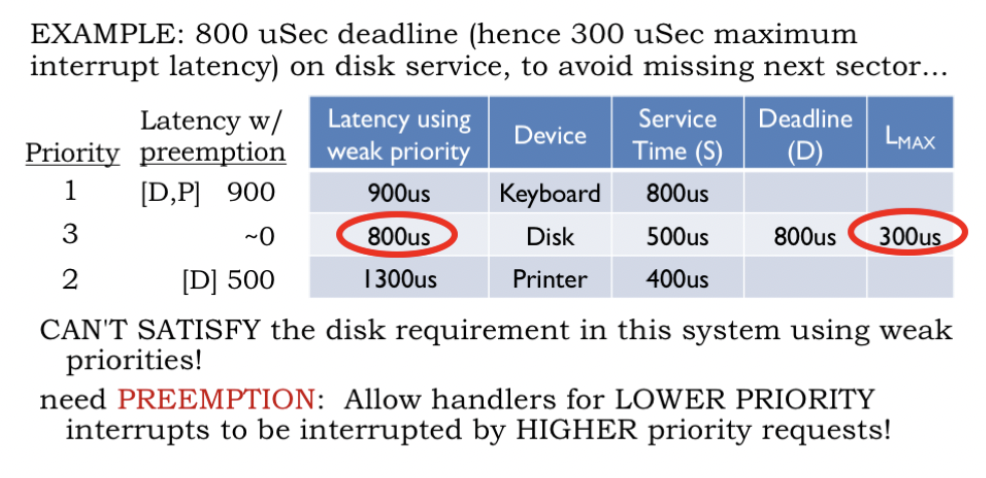 EXAMPLE: 800 uSec deadline (hence 300 uSec maximum
interrupt latency) on disk service, to avoid missing next sector...
Priority Latency w/ preemption Latency using weak priority Device Service Time (S) Deadline (D) LMAX
1 [D,P] 900 900us Keyboard 800us
3 ~0 800us Disk 500us 800us 300us
2 [D] 500 1300us Printer 400us
CAN'T SATISFY the disk requirement in this system using weak
priorities!
need PREEMPTION: Allow handlers for LOWER PRIORITY
interrupts to be interrupted by HIGHER priority requests!